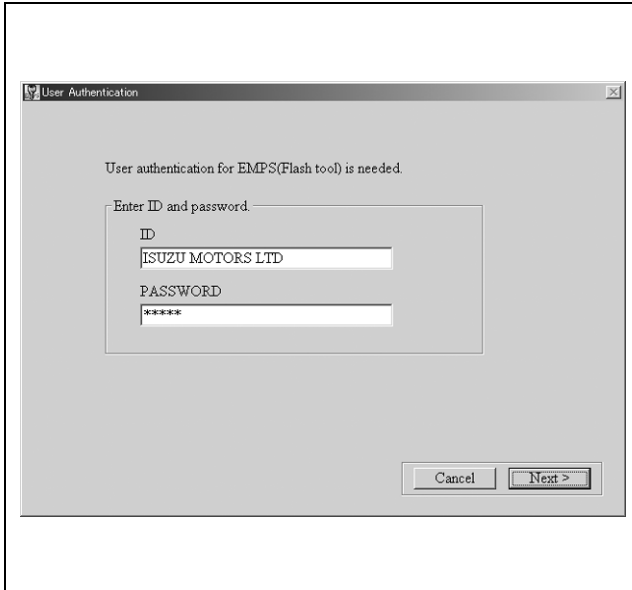 User Authentication
User authentication for EMPS(Flash tool) is needed.
Enter ID and password.
ID
ISUZU MOTORS LTD
PASSWORD
*****
Cancel
Next >